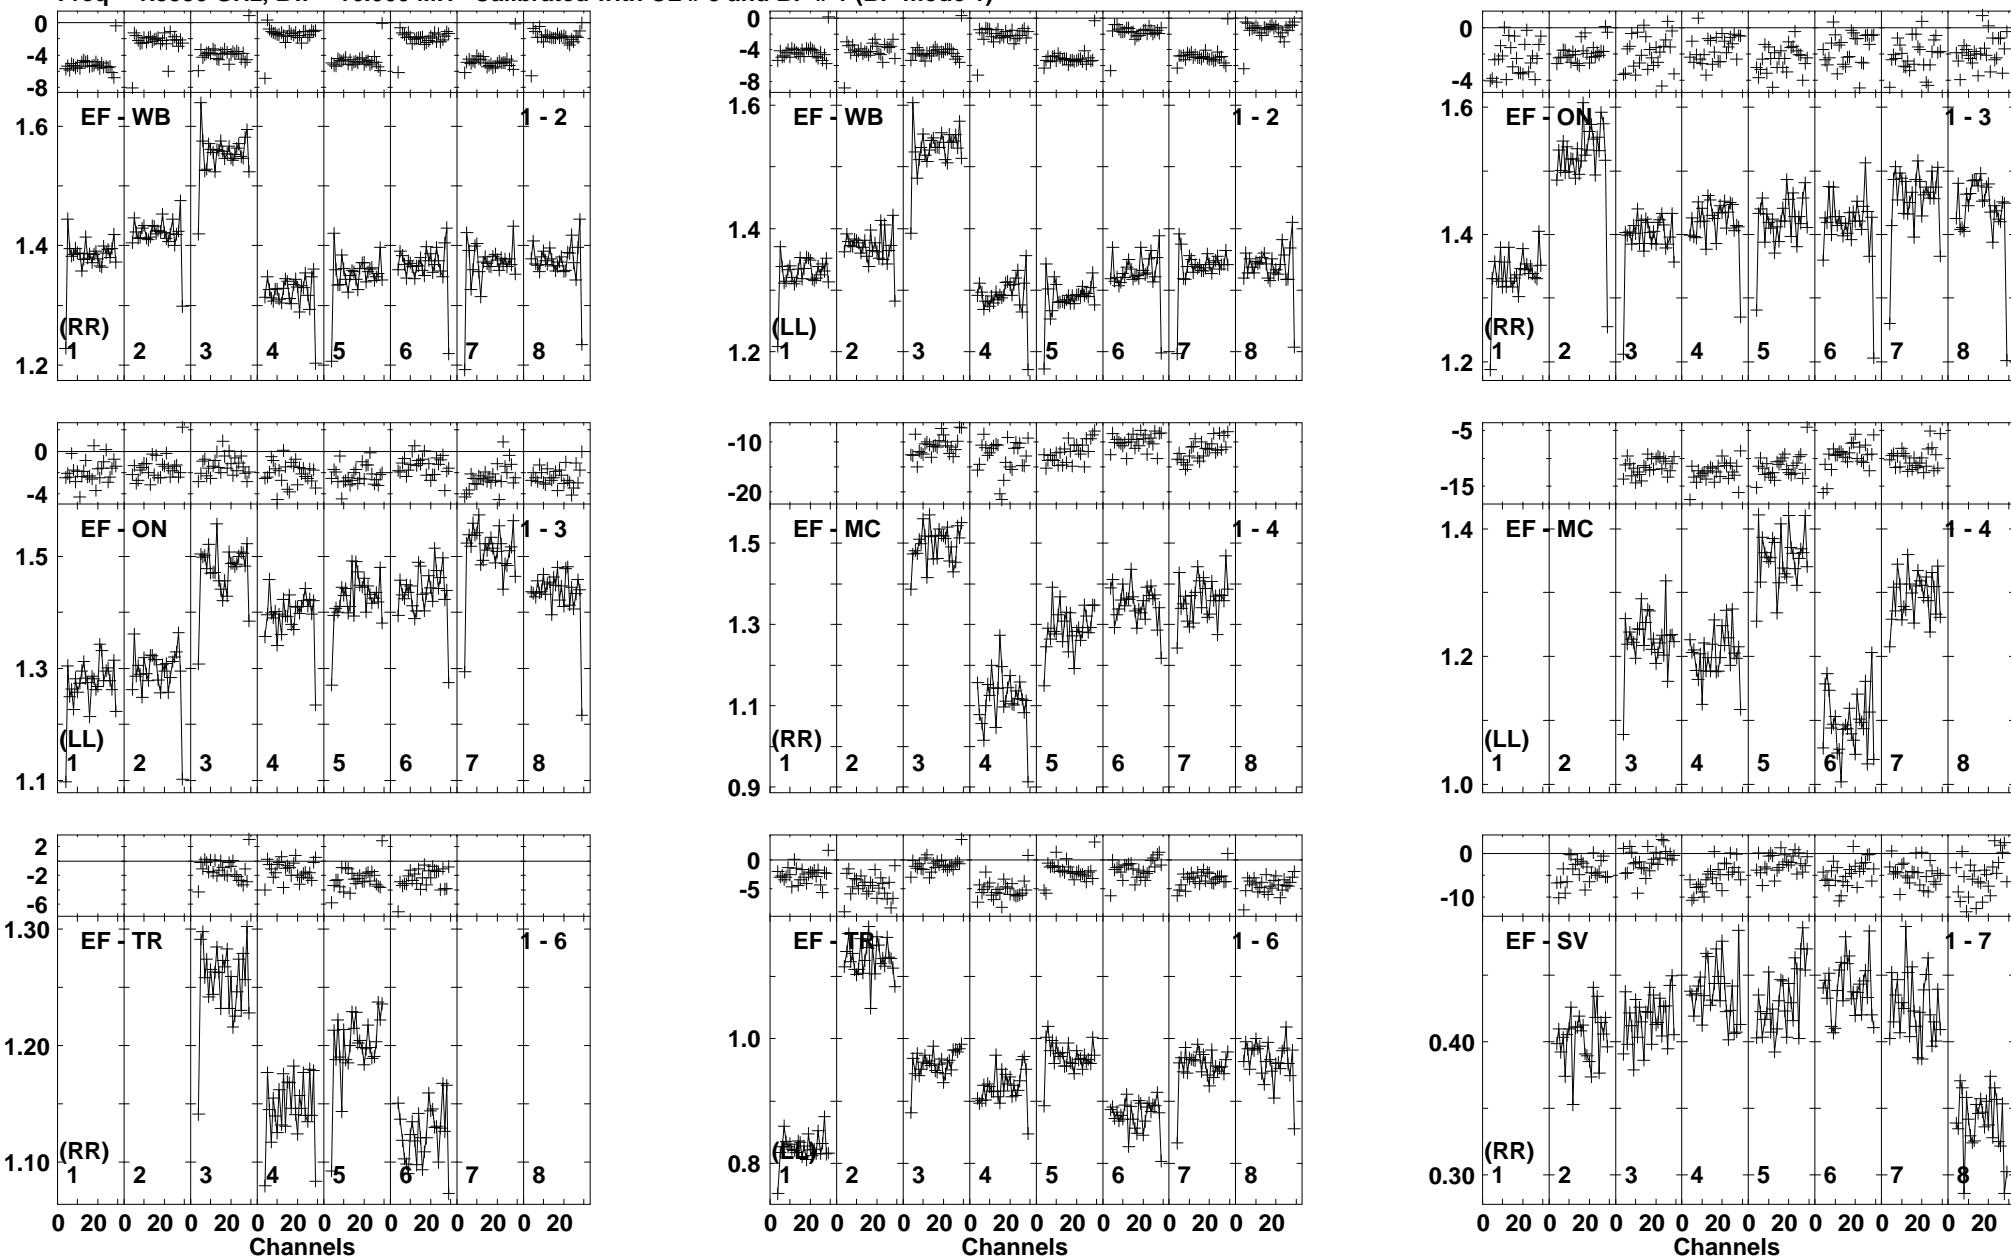 0 -4 -8
1.6 1.4 1.2
EF - WB 1 - 2
(RR)
1 2 3 4 5 6 7 8
0 -4 -8
1.6 1.4 1.2
EF - WB 1 - 2
(LL)
1 2 3 4 5 6 7 8
0 -4
1.6 1.4 1.2
EF - ON 1 - 3
(RR)
1 2 3 4 5 6 7 8
0 -4
1.5 1.3 1.1
EF - ON 1 - 3
(LL)
1 2 3 4 5 6 7 8
-10 -20
1.5 1.3 1.1 0.9
EF - MC 1 - 4
(RR)
1 2 3 4 5 6 7 8
-5 -15
1.4 1.2 1.0
EF - MC 1 - 4
(LL)
1 2 3 4 5 6 7 8
2 -2 -6
1.30 1.20 1.10
EF - TR 1 - 6
(RR)
1 2 3 4 5 6 7 8
0 20 0 20 0 20 0 20 0 20 0 20 0 20 0 20
Channels
0 -5
1.0 0.8
EF - TR 1 - 6
(LL)
1 2 3 4 5 6 7 8
0 20 0 20 0 20 0 20 0 20 0 20 0 20 0 20
Channels
0 -10
0.40 0.30
EF - SV 1 - 7
(RR)
1 2 3 4 5 6 7 8
0 20 0 20 0 20 0 20 0 20 0 20 0 20 0 20
Channels